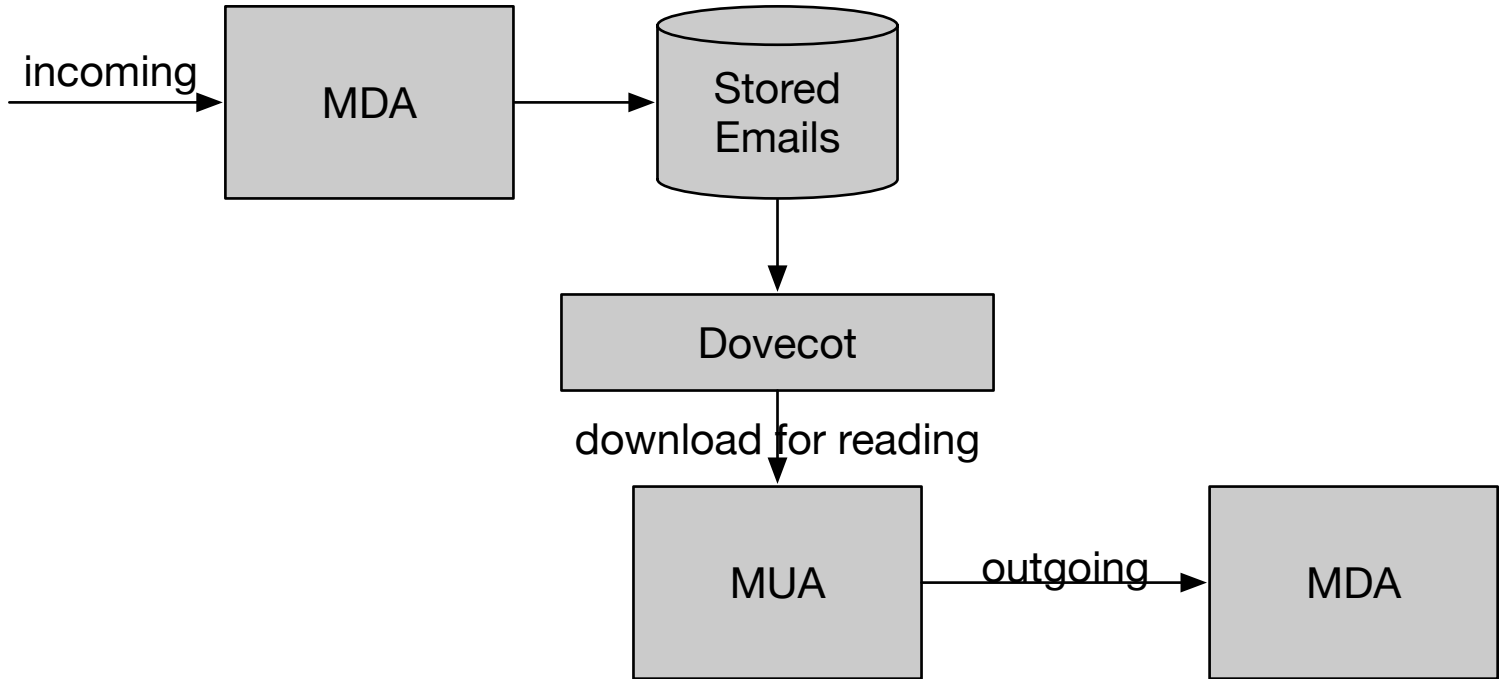 incoming
MDA
Stored
Emails
Dovecot
download for reading
MUA
outgoing
MDA